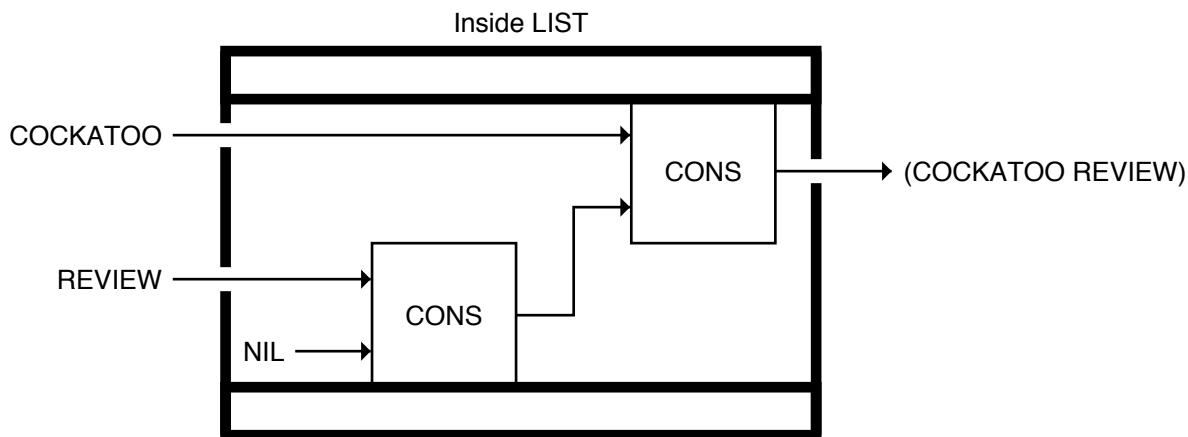 Inside LIST
COCKATOO
CONS
(COCKATOO REVIEW)
REVIEW
CONS
NIL